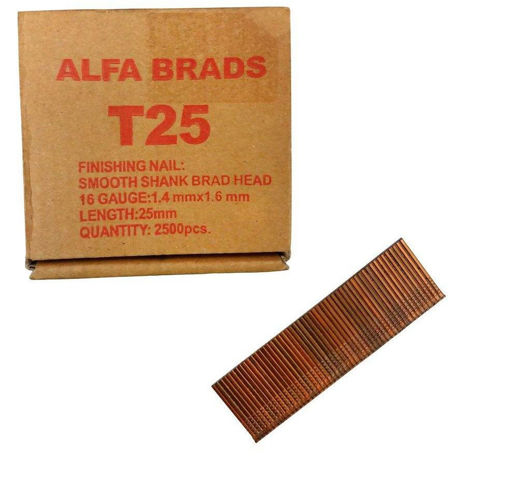 ALFA BRADS
T25
FINISHING NAIL:
SMOOTH SHANK BRAD HEAD
16 GAUGE:1.4 mmx1.6 mm
LENGTH:25mm
QUANTITY: 2500pcs.